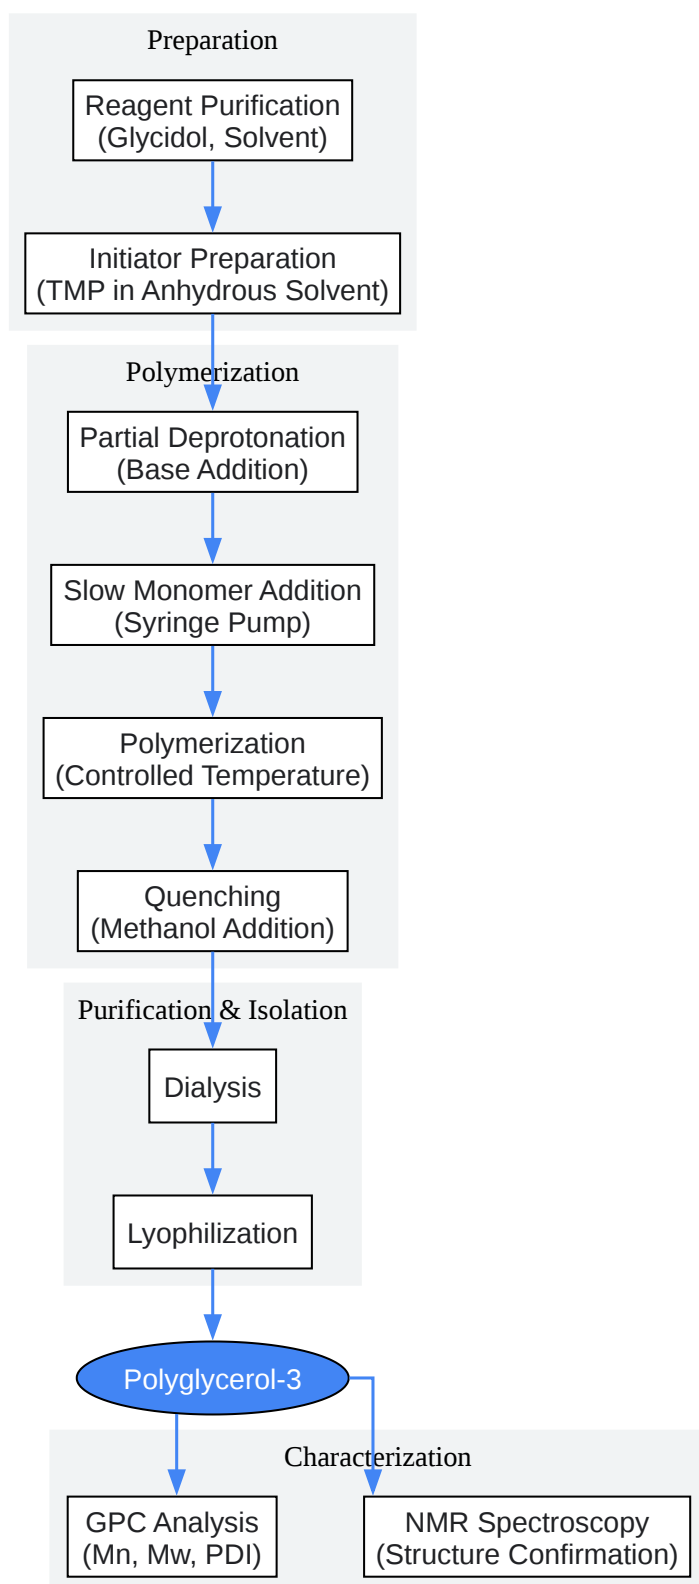 Preparation
Reagent Purification
(Glycidol, Solvent)
Initiator Preparation
(TMP in Anhydrous Solvent)
Polymerization
Partial Deprotonation
(Base Addition)
Slow Monomer Addition
(Syringe Pump)
Polymerization
(Controlled Temperature)
Quenching
(Methanol Addition)
Purification & Isolation
Dialysis
Lyophilization
Polyglycerol-3
Characterization
GPC Analysis
(Mn, Mw, PDI)
NMR Spectroscopy
(Structure Confirmation)